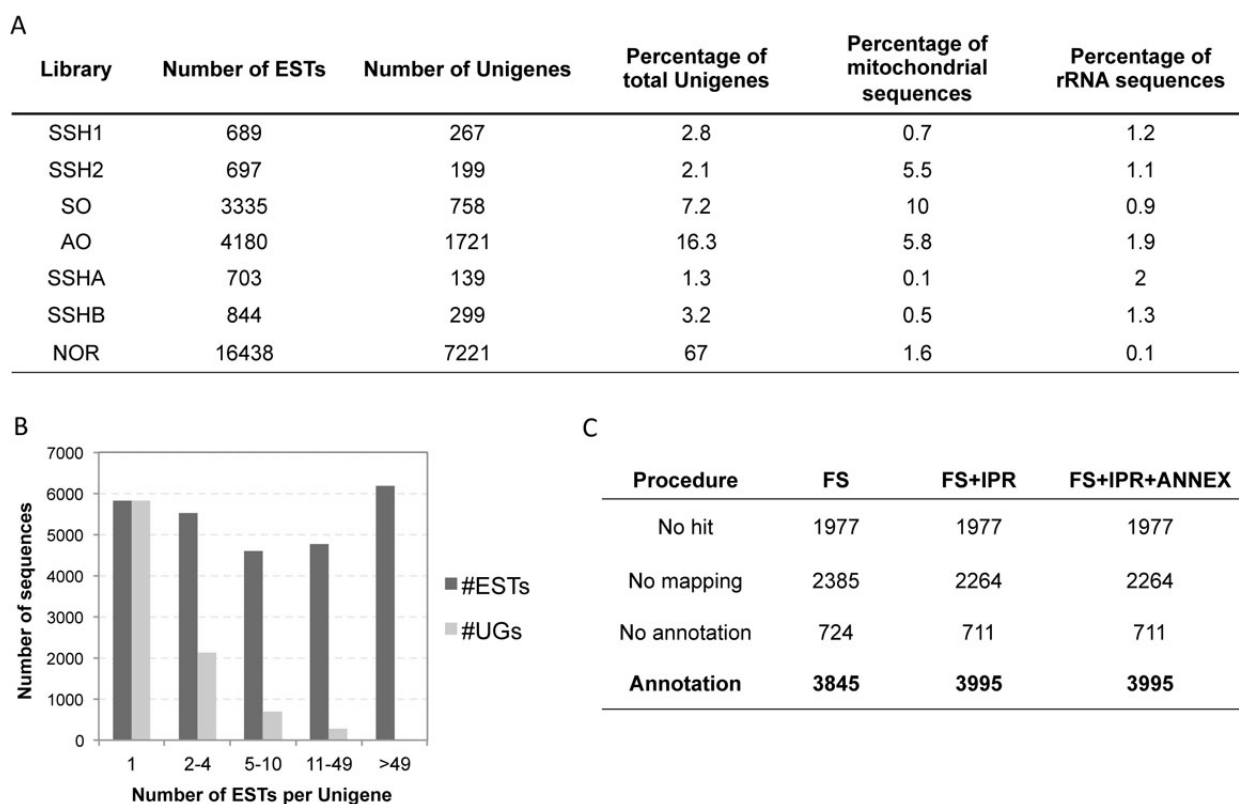 A
Library Number of ESTs Number of Unigenes Percentage of total Unigenes Percentage of mitochondrial sequences Percentage of rRNA sequences
SSH1 689 267 2.8 0.7 1.2
SSH2 697 199 2.1 5.5 1.1
SO 3335 758 7.2 10 0.9
AO 4180 1721 16.3 5.8 1.9
SSHA 703 139 1.3 0.1 2
SSHB 844 299 3.2 0.5 1.3
NOR 16438 7221 67 1.6 0.1
B
Number of sequences
7000
6000
5000
4000
3000
2000
1000
0
1 2-4 5-10 11-49 >49
Number of ESTs per Unigene
#ESTs
#UGs
C
Procedure FS FS+IPR FS+IPR+ANNEX
No hit 1977 1977 1977
No mapping 2385 2264 2264
No annotation 724 711 711
Annotation 3845 3995 3995